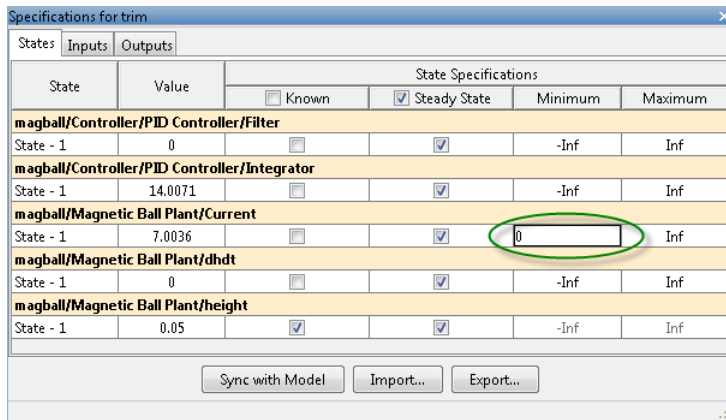 Specifications for trim
States Inputs Outputs
State Value State Specifications
Known Steady State Minimum Maximum
magball/Controller/PID Controller/Filter
State - 1 0 -Inf Inf
magball/Controller/PID Controller/Integrator
State - 1 14.0071 -Inf Inf
magball/Magnetic Ball Plant/Current
State - 1 7.0036 0 Inf
magball/Magnetic Ball Plant/dhdt
State - 1 0 -Inf Inf
magball/Magnetic Ball Plant/height
State - 1 0.05 -Inf Inf
Sync with Model Import... Export...